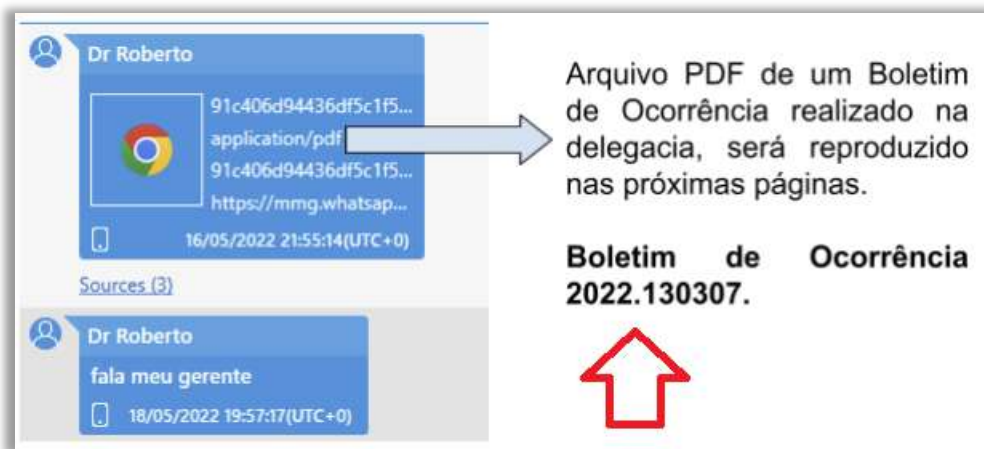 Dr Roberto
91c406d94436df5c1f5...
application/pdf
91c406d94436df5c1f5...
https://mmg.whatsap...
16/05/2022 21:55:14(UTC+0)
Sources (3)
Dr Roberto
fala meu gerente
18/05/2022 19:57:17(UTC+0)
Arquivo PDF de um Boletim
de Ocorrência realizado na
delegacia, será reproduzido
nas próximas páginas.
Boletim de Ocorrência
2022.130307.